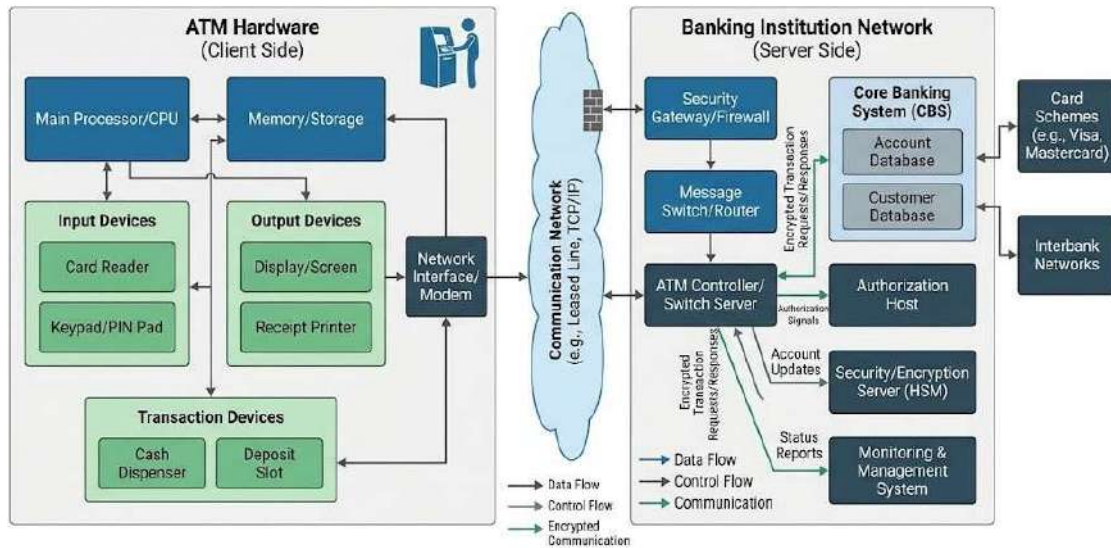 ATM Hardware
(Client Side)
Main Processor/CPU
Memory/Storage
Input Devices
Card Reader
Keypad/PIN Pad
Output Devices
Display/Screen
Receipt Printer
Network
Interface/
Modem
Transaction Devices
Cash
Dispenser
Deposit
Slot
Communication Network
(e.g., Leased Line, TCP/IP)
Data Flow
Control Flow
Encrypted
Communication
Banking Institution Network
(Server Side)
Security
Gateway/Firewall
Message
Switch/Router
ATM Controller/
Switch Server
Encrypted Transaction
Requests/Responses
Core Banking
System (CBS)
Account
Database
Customer
Database
Card
Schemes
(e.g., Visa,
Mastercard)
Interbank
Networks
Authorization
Signals
Authorization
Host
Account
Updates
Security/Encryption
Server (HSM)
Encrypted
Transaction
Requests/Responses
Status
Reports
Monitoring &
Management
System
Data Flow
Control Flow
Communication